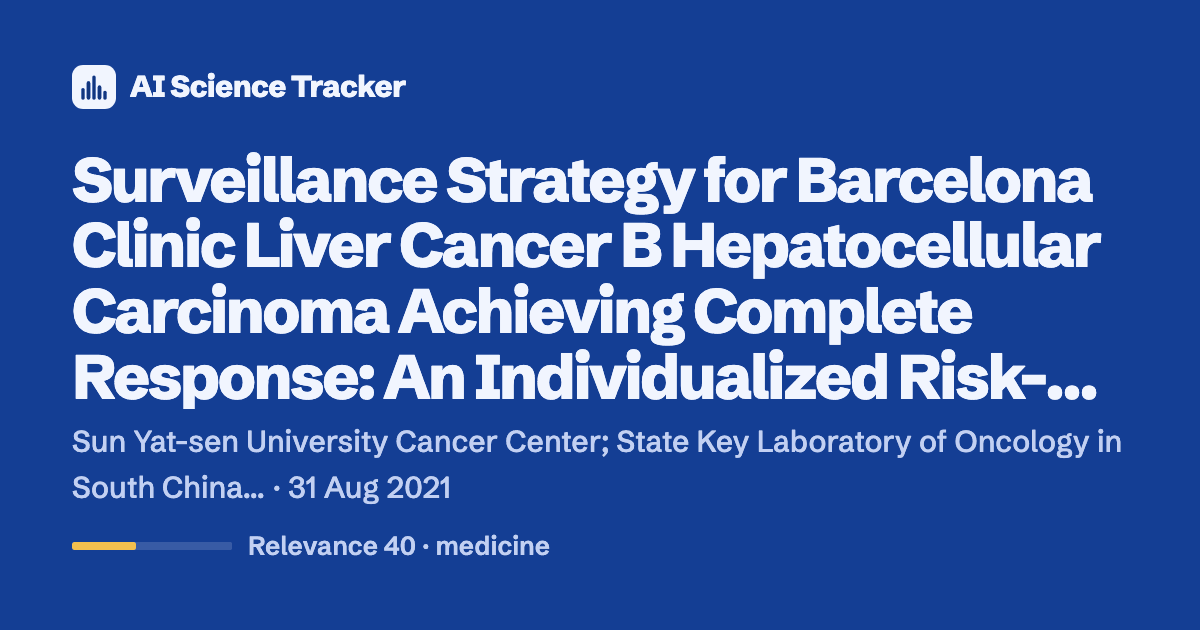 AI Science Tracker
Surveillance Strategy for Barcelona
Clinic Liver Cancer B Hepatocellular
Carcinoma Achieving Complete
Response: An Individualized Risk-...
Sun Yat-sen University Cancer Center; State Key Laboratory of Oncology in
South China... · 31 Aug 2021
Relevance 40 · medicine